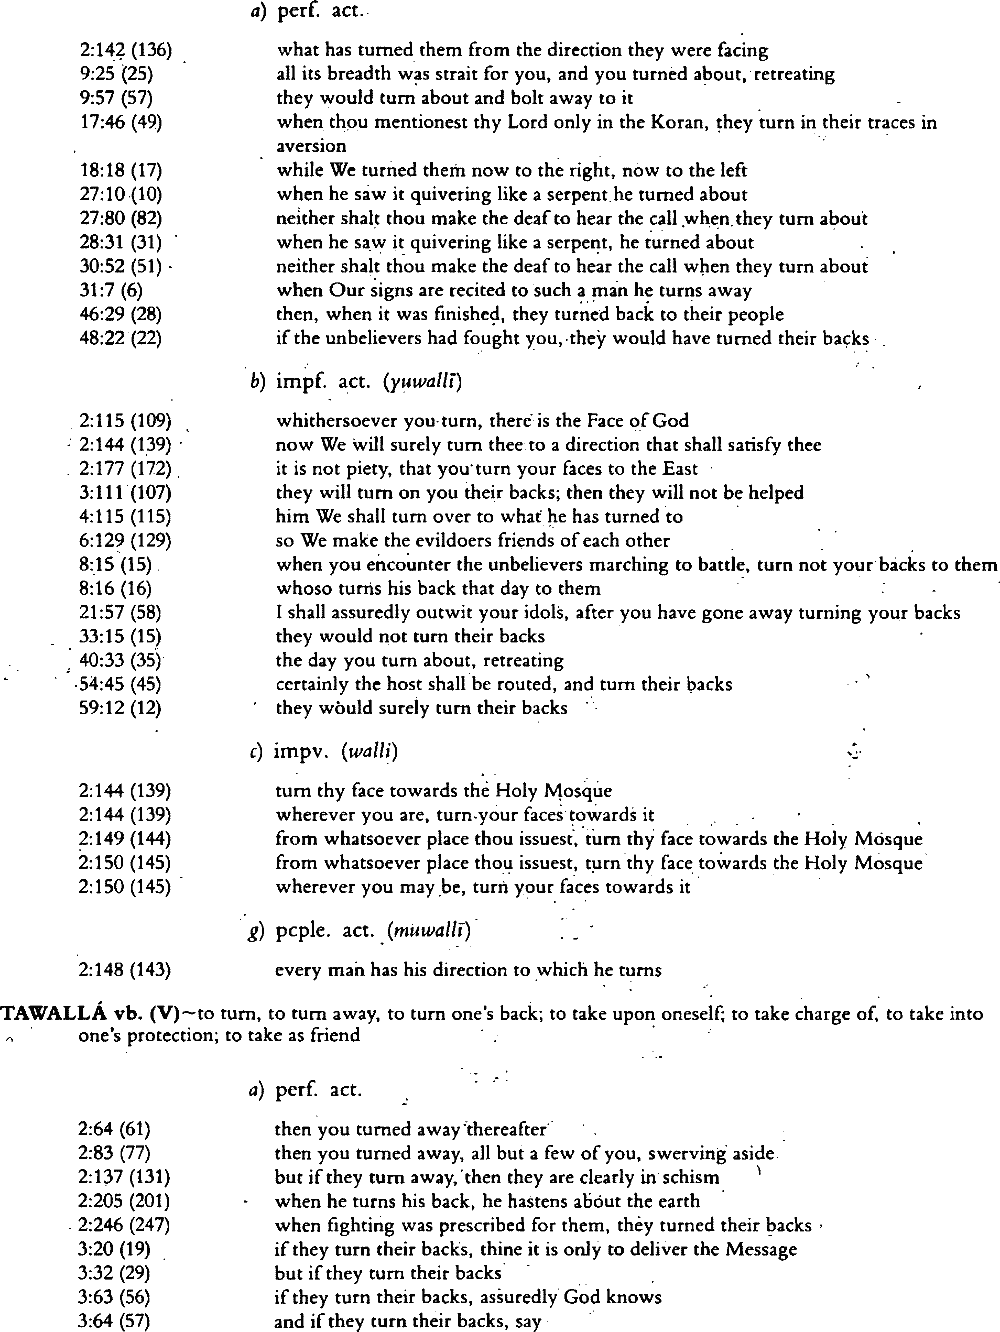 a) perf. act.
2:142 (136) what has turned them from the direction they were facing
9:25 (25) all its breadth was strait for you, and you turned about, retreating
9:57 (57) they would turn about and bolt away to it
17:46 (49) when thou mentionest thy Lord only in the Koran, they turn in their traces in
aversion
18:18 (17) while We turned them now to the right, now to the left
27:10 (10) when he saw it quivering like a serpent he turned about
27:80 (82) neither shalt thou make the deaf to hear the call when they turn about
28:31 (31) when he saw it quivering like a serpent, he turned about
30:52 (51) neither shalt thou make the deaf to hear the call when they turn about
31:7 (6) when Our signs are recited to such a man he turns away
46:29 (28) then, when it was finished, they turned back to their people
48:22 (22) if the unbelievers had fought you, they would have turned their backs
b) impf. act. (yuwallī)
2:115 (109) whithersoever you turn, there is the Face of God
2:144 (139) now We will surely turn thee to a direction that shall satisfy thee
2:177 (172) it is not piety, that you turn your faces to the East
3:111 (107) they will turn on you their backs; then they will not be helped
4:115 (115) him We shall turn over to what he has turned to
6:129 (129) so We make the evildoers friends of each other
8:15 (15) when you encounter the unbelievers marching to battle, turn not your backs to them
8:16 (16) whoso turns his back that day to them
21:57 (58) I shall assuredly outwit your idols, after you have gone away turning your backs
33:15 (15) they would not turn their backs
40:33 (35) the day you turn about, retreating
54:45 (45) certainly the host shall be routed, and turn their backs
59:12 (12) they would surely turn their backs
c) impv. (walli)
2:144 (139) turn thy face towards the Holy Mosque
2:144 (139) wherever you are, turn your faces towards it
2:149 (144) from whatsoever place thou issuest, turn thy face towards the Holy Mosque
2:150 (145) from whatsoever place thou issuest, turn thy face towards the Holy Mosque
2:150 (145) wherever you may be, turn your faces towards it
g) pcple. act. (muwallī)
2:148 (143) every man has his direction to which he turns
TAWALLÁ vb. (V)~to turn, to turn away, to turn one's back; to take upon oneself; to take charge of, to take into
one's protection; to take as friend
a) perf. act.
2:64 (61) then you turned away thereafter
2:83 (77) then you turned away, all but a few of you, swerving aside
2:137 (131) but if they turn away, then they are clearly in schism
2:205 (201) when he turns his back, he hastens about the earth
2:246 (247) when fighting was prescribed for them, they turned their backs
3:20 (19) if they turn their backs, thine it is only to deliver the Message
3:32 (29) but if they turn their backs
3:63 (56) if they turn their backs, assuredly God knows
3:64 (57) and if they turn their backs, say